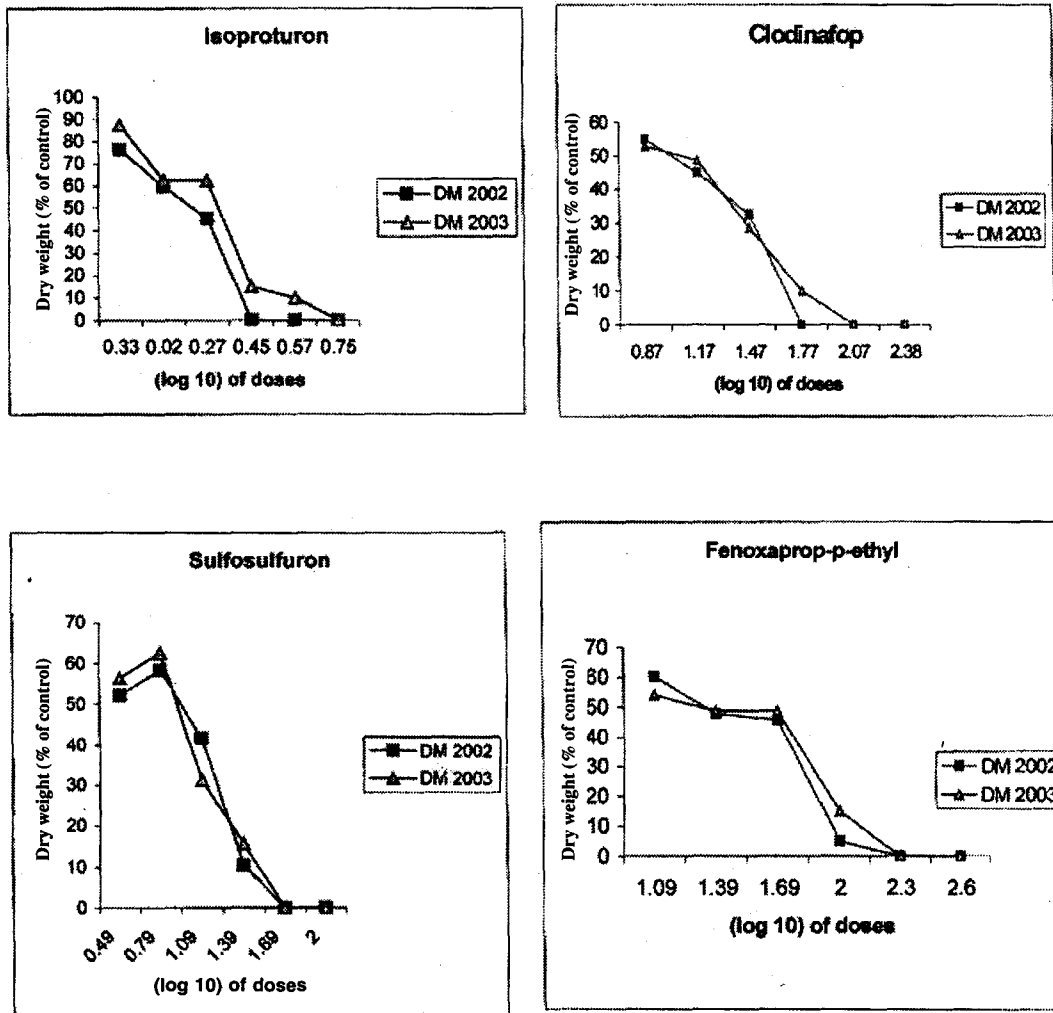 Isoproturon
Dry weight (% of control)
100
90
80
70
60
50
40
30
20
10
0
0.33 0.02 0.27 0.45 0.57 0.75
(log 10) of doses
DM 2002
DM 2003
Clodinafop
Dry weight (% of control)
60
50
40
30
20
10
0
0.87 1.17 1.47 1.77 2.07 2.38
(log 10) of doses
DM 2002
DM 2003
Sulfosulfuron
Dry weight (% of control)
70
60
50
40
30
20
10
0
0.49 0.79 1.09 1.39 1.69 2
(log 10) of doses
DM 2002
DM 2003
Fenoxaprop-p-ethyl
Dry weight (% of control)
70
60
50
40
30
20
10
0
1.09 1.39 1.69 2 2.3 2.6
(log 10) of doses
DM 2002
DM 2003